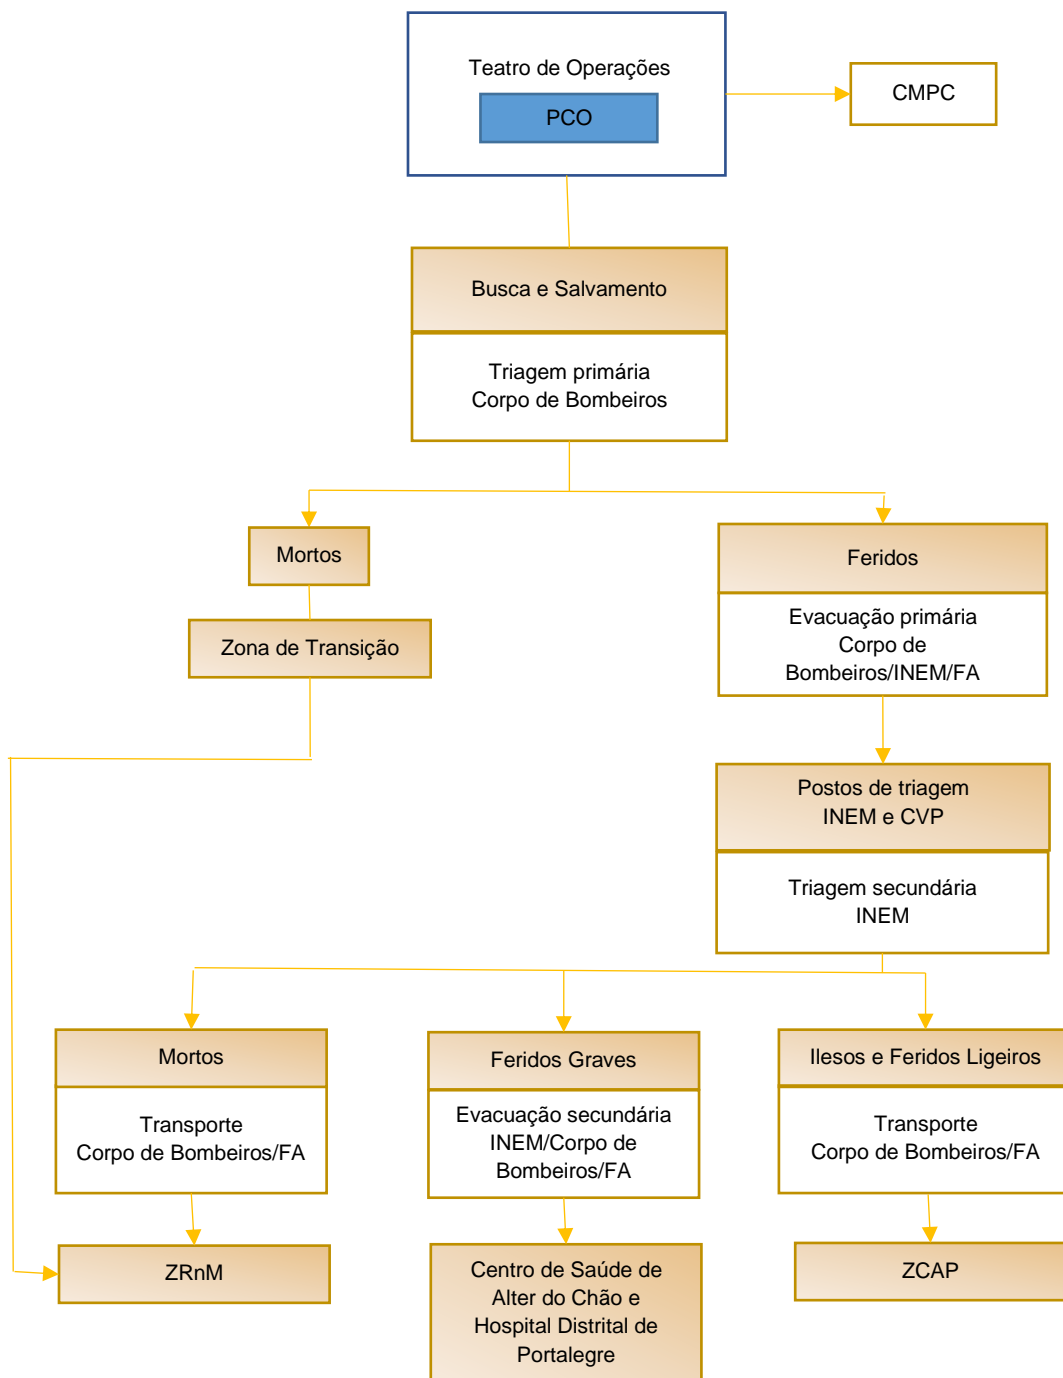 Teatro de Operações
PCO
CMPC
Busca e Salvamento
Triagem primária
Corpo de Bombeiros
Mortos
Zona de Transição
Feridos
Evacuação primária
Corpo de
Bombeiros/INEM/FA
Postos de triagem
INEM e CVP
Triagem secundária
INEM
Mortos
Transporte
Corpo de Bombeiros/FA
ZRnM
Feridos Graves
Evacuação secundária
INEM/Corpo de
Bombeiros/FA
Centro de Saúde de
Alter do Chão e
Hospital Distrital de
Portalegre
Ilesos e Feridos Ligeiros
Transporte
Corpo de Bombeiros/FA
ZCAP